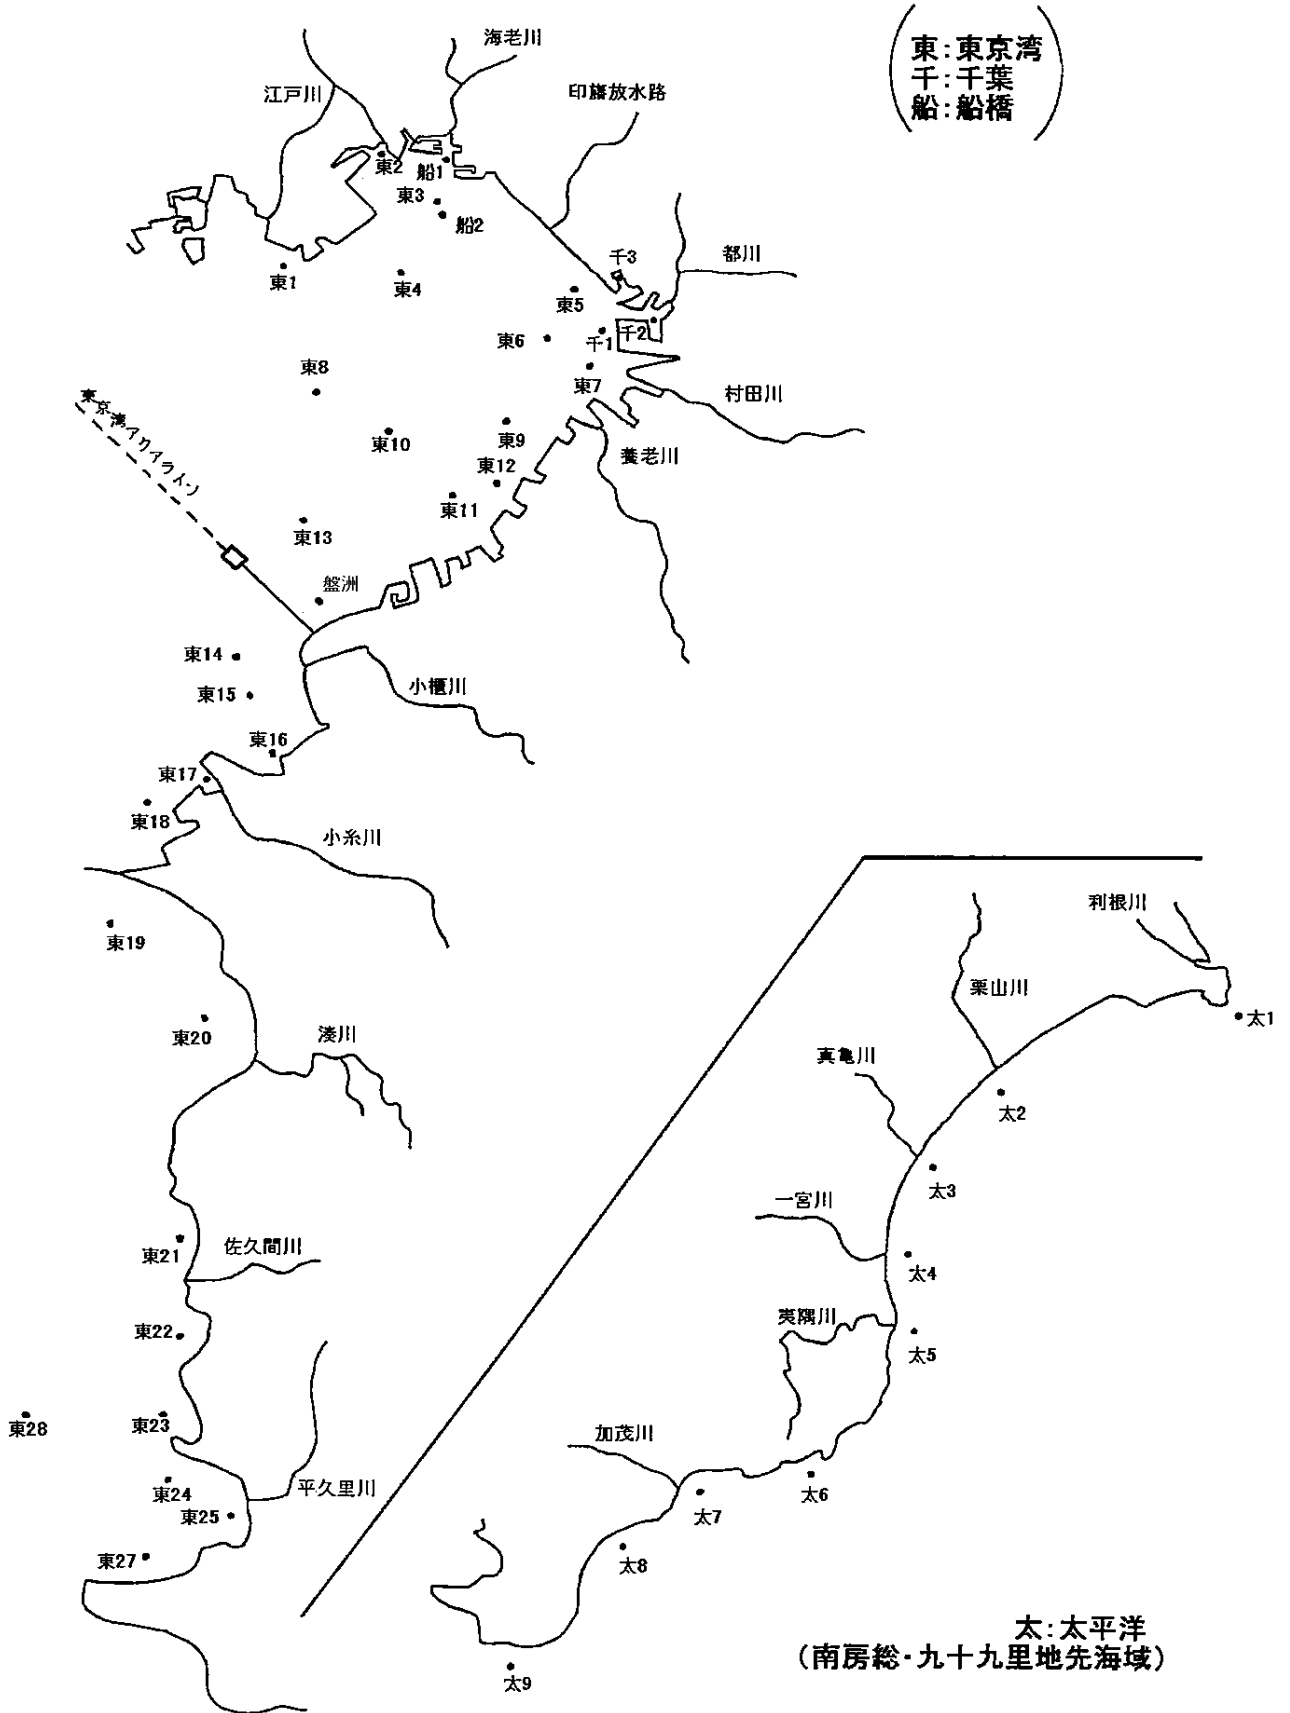 東:東京湾
千:千葉
船:船橋
海老川
江戸川
印旛放水路
東2
船1
東3
船2
都川
千3
東1
東4
東5
千2
東6
千1
東8
東7
村田川
東京湾アクアライン
東10
東9
養老川
東12
東11
東13
盤洲
東14
小櫃川
東15
東16
東17
東18
小糸川
利根川
東19
栗山川
太1
東20
湊川
真亀川
太2
太3
一宮川
東21
佐久間川
太4
夷隅川
東22
太5
東28
東23
加茂川
東24
平久里川
太6
東25
太7
東27
太8
太:太平洋
(南房総・九十九里地先海域)
太9